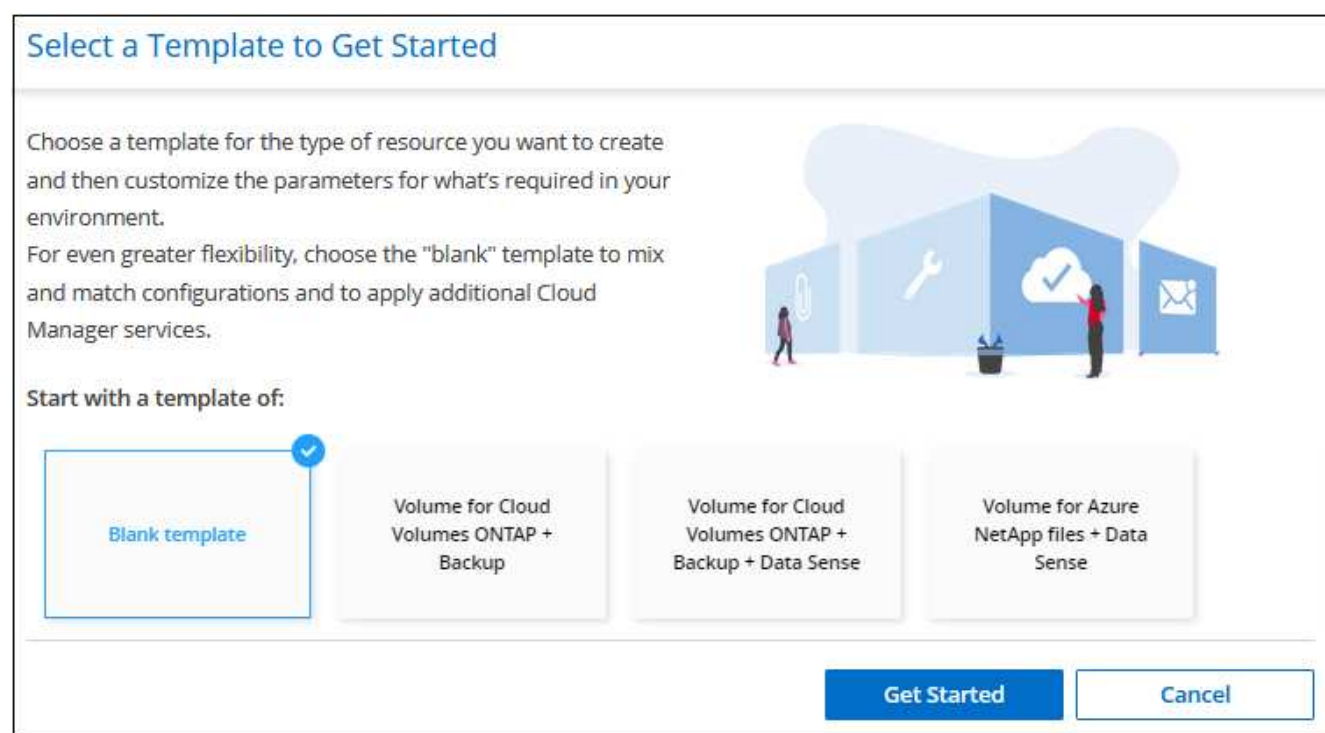 Select a Template to Get Started
Choose a template for the type of resource you want to create
and then customize the parameters for what's required in your
environment.
For even greater flexibility, choose the "blank" template to mix
and match configurations and to apply additional Cloud
Manager services.
Start with a template of:
Blank template
Volume for Cloud
Volumes ONTAP +
Backup
Volume for Cloud
Volumes ONTAP +
Backup + Data Sense
Volume for Azure
NetApp files + Data
Sense
Get Started
Cancel